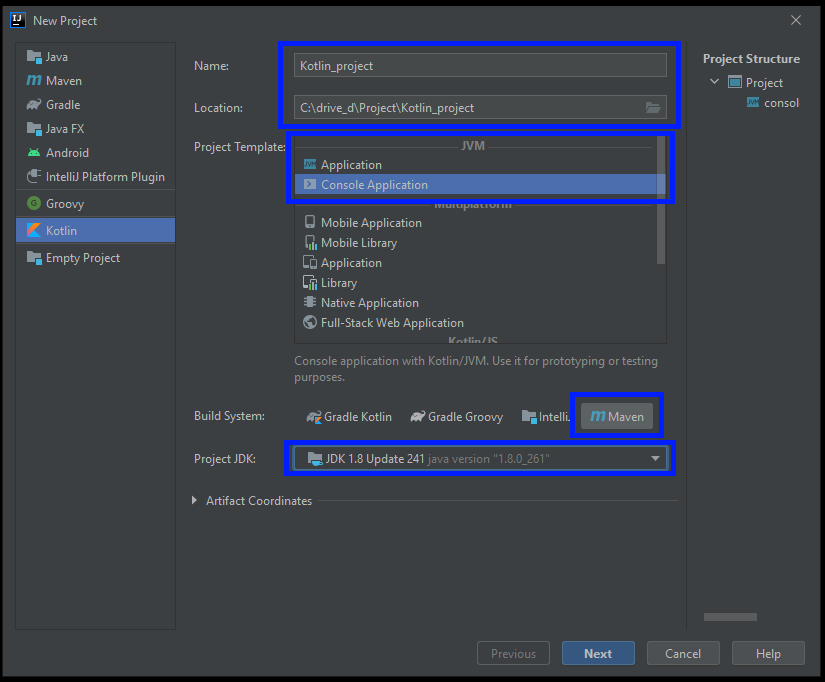 New Project
Java
Maven
Gradle
Java FX
Android
IntelliJ Platform Plugin
Groovy
Kotlin
Empty Project
Name:
Kotlin_project
Location:
C:\drive_d\Project\Kotlin_project
Project Template:
JVM
Application
Console Application
Multiplatform
Mobile Application
Mobile Library
Application
Library
Native Application
Full-Stack Web Application
Kotlin/JS
Console application with Kotlin/JVM. Use it for prototyping or testing
purposes.
Build System:
Gradle Kotlin
Gradle Groovy
IntelliJ
Maven
Project JDK:
JDK 1.8 Update 241 java version "1.8.0_261"
Artifact Coordinates
Project Structure
Project
consol
Previous
Next
Cancel
Help